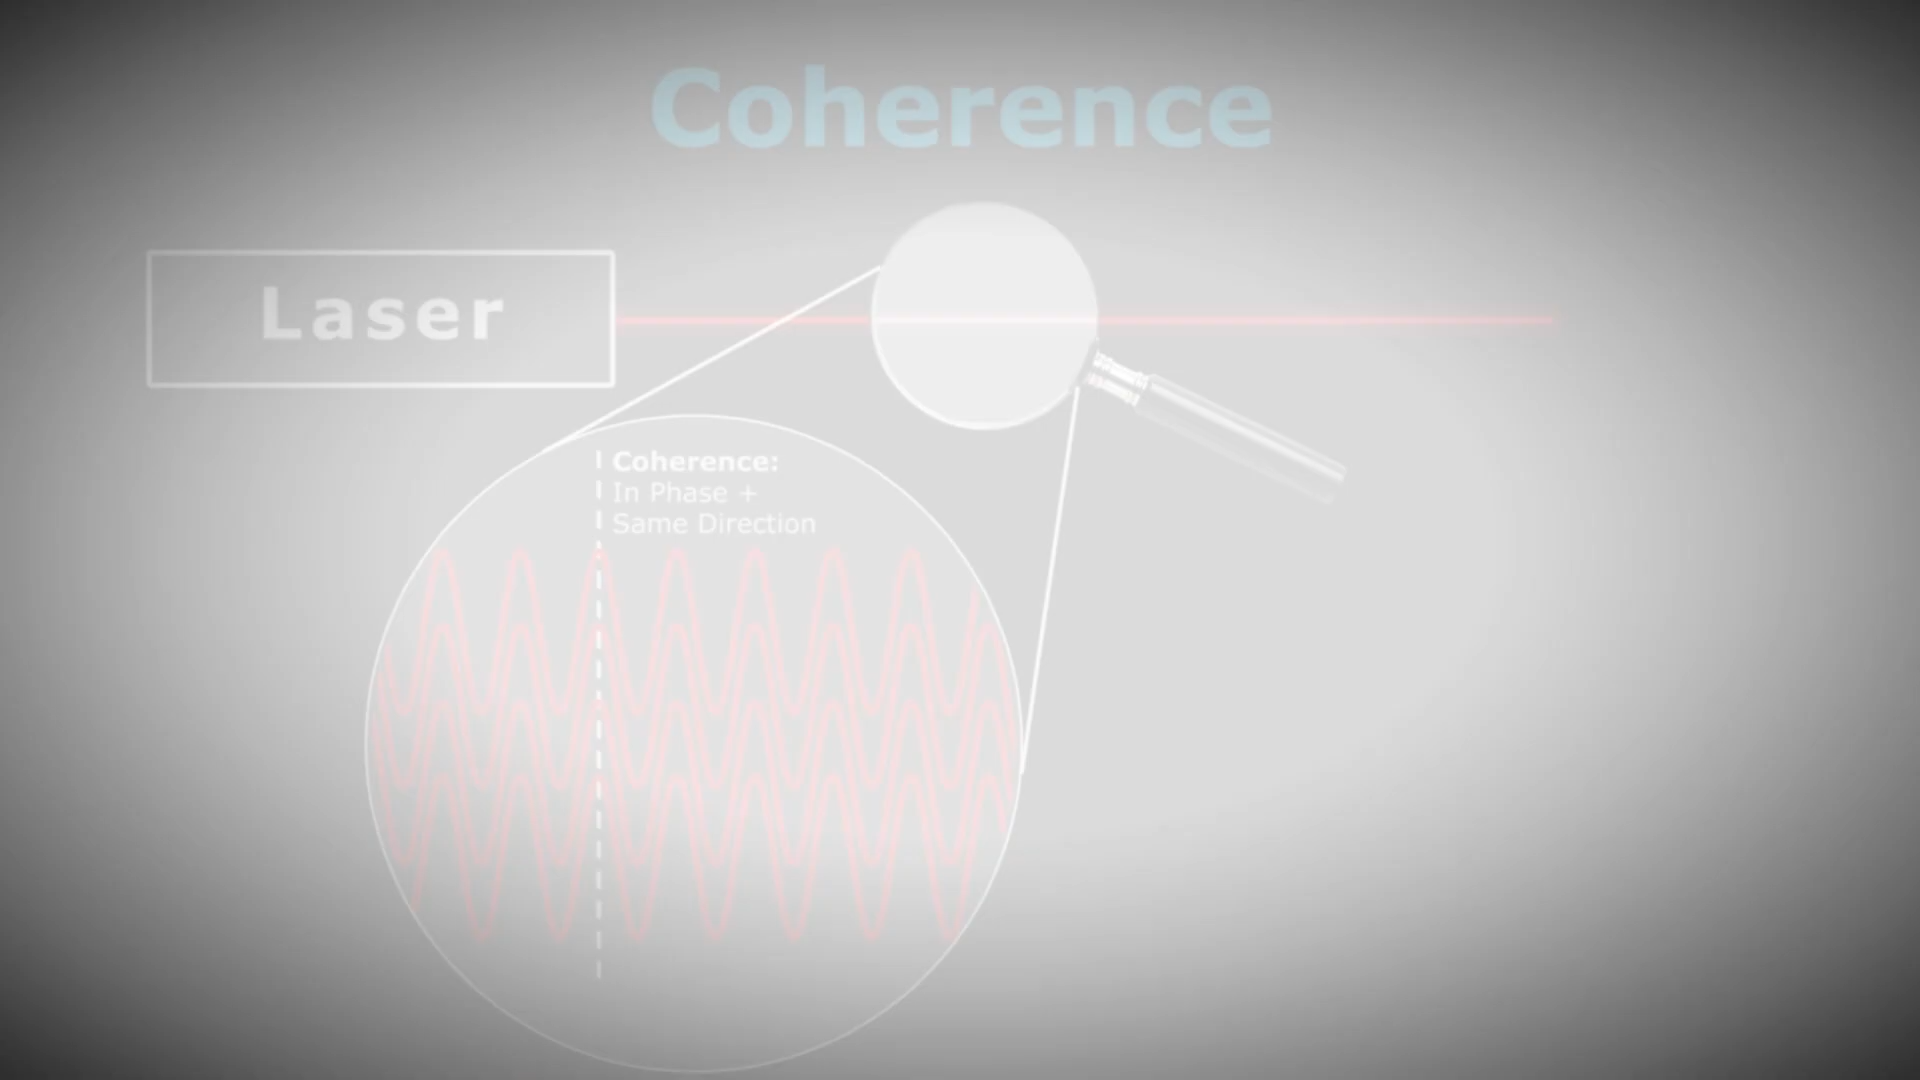 Coherence
Laser
Coherence:
In Phase +
Same Direction